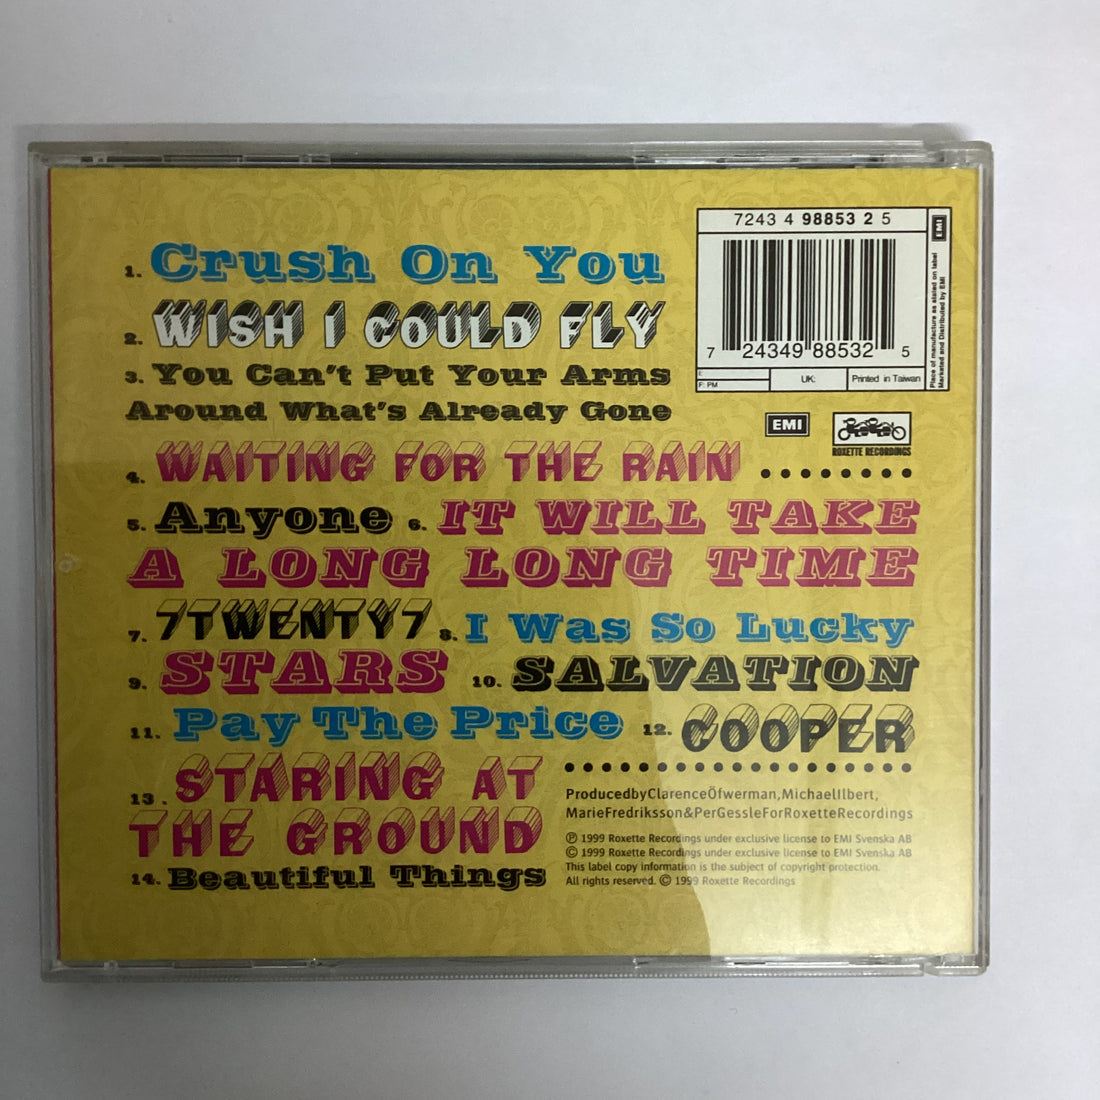 7243 4 98853 2 5
EMI
Place of manufacture as stated on label
Marketed and Distributed by EMI
7 24349 88532 5
E:
F: PM
UK:
Printed in Taiwan
EMI
ROXETTE RECORDINGS
1. Crush On You
2. WISH I COULD FLY
3. You Can't Put Your Arms
Around What's Already Gone
4. WAITING FOR THE RAIN
5. Anyone 6. IT WILL TAKE
A LONG LONG TIME
7. 7TWENTY7 8. I Was So Lucky
9. STARS 10. SALVATION
11. Pay The Price 12. COOPER
13. STARING AT
THE GROUND
14. Beautiful Things
ProducedbyClarenceÖfwerman,MichaelIlbert,
MarieFredriksson&PerGessleForRoxetteRecordings
℗ 1999 Roxette Recordings under exclusive license to EMI Svenska AB
© 1999 Roxette Recordings under exclusive license to EMI Svenska AB
This label copy information is the subject of copyright protection.
All rights reserved. © 1999 Roxette Recordings